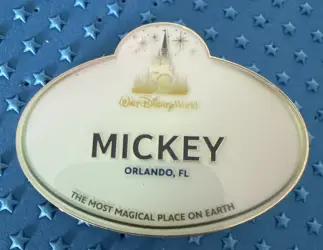 Walt Disney World
MICKEY
ORLANDO, FL
THE MOST MAGICAL PLACE ON EARTH